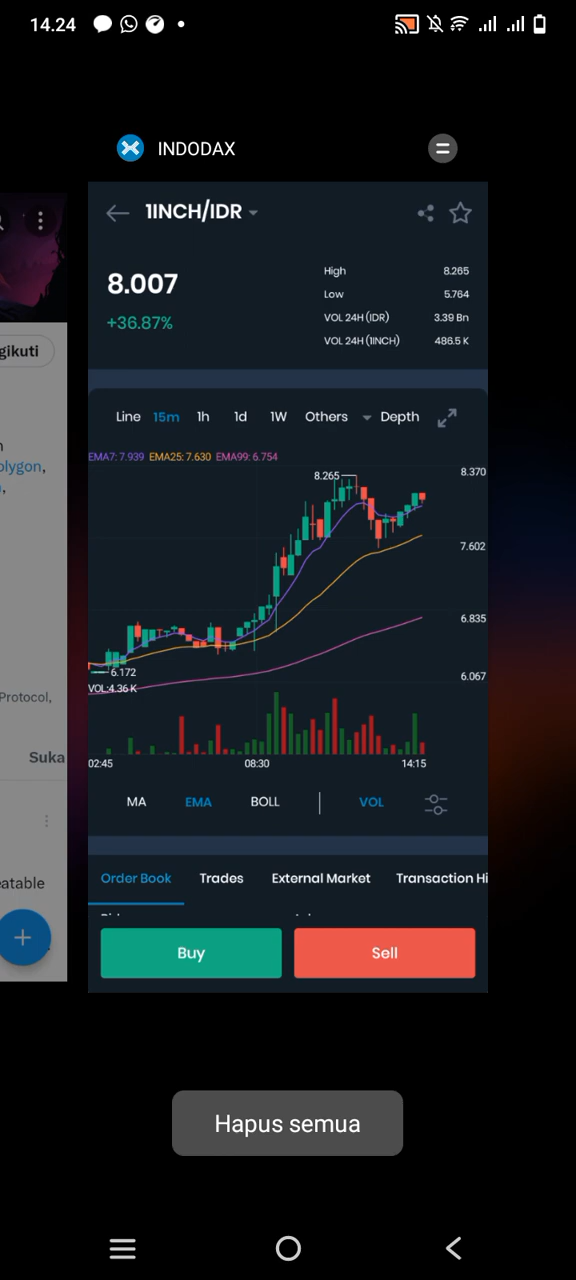 14.24
INDODAX
1INCH/IDR
8.007
+36.87%
High 8.265
Low 5.764
VOL 24H (IDR) 3.39 Bn
VOL 24H (1INCH) 486.5 K
gikuti
Line 15m 1h 1d 1W Others Depth
EMA7: 7.939 EMA25: 7.630 EMA99: 6.754
8.265
8.370
7.602
6.835
6.067
6.172
VOL:4.36 K
02:45 08:30 14:15
olygon,
Protocol,
Suka
MA EMA BOLL VOL
Order Book Trades External Market Transaction Hi
eatable
Buy Sell
Hapus semua